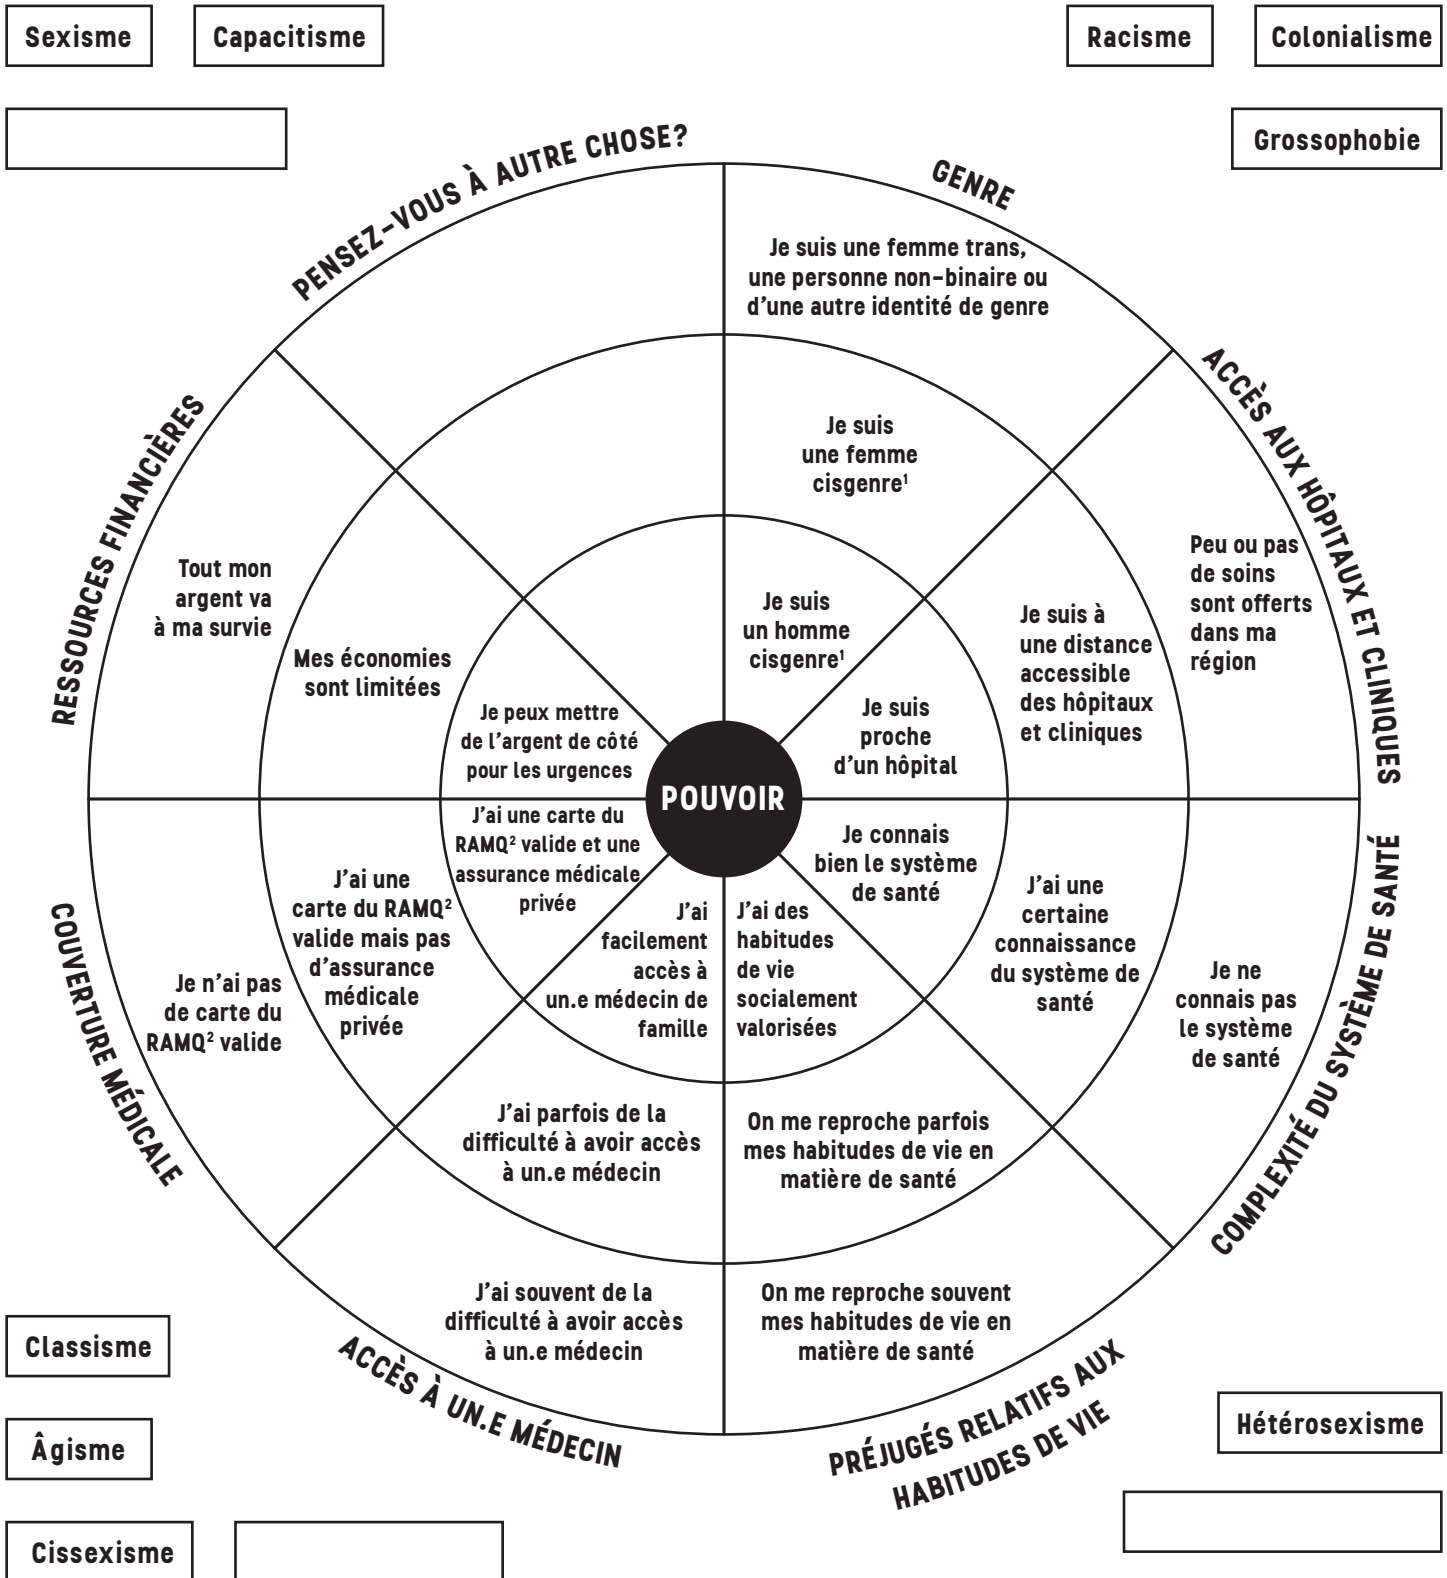 Sexisme
Capacitisme
Racisme
Colonialisme
Grossophobie
PENSEZ-VOUS À AUTRE CHOSE?
GENRE
Je suis une femme trans,
une personne non-binaire ou
d'une autre identité de genre
Je suis
une femme
cisgenre¹
Je suis
un homme
cisgenre¹
ACCÈS AUX HÔPITAUX ET CLINIQUES
Peu ou pas
de soins
sont offerts
dans ma
région
Je suis à
une distance
accessible
des hôpitaux
et cliniques
Je suis
proche
d'un hôpital
RESSOURCES FINANCIÈRES
Tout mon
argent va
à ma survie
Mes économies
sont limitées
Je peux mettre
de l'argent de côté
pour les urgences
POUVOIR
J'ai une carte du
RAMQ² valide et une
assurance médicale
privée
J'ai une
carte du RAMQ²
valide mais pas
d'assurance
médicale
privée
Je n'ai pas
de carte du
RAMQ² valide
COUVERTURE MÉDICALE
Je connais
bien le système
de santé
J'ai une
certaine
connaissance
du système de
santé
Je ne
connais pas
le système
de santé
COMPLEXITÉ DU SYSTÈME DE SANTÉ
J'ai
facilement
accès à
un.e médecin de
famille
J'ai parfois de la
difficulté à avoir accès
à un.e médecin
J'ai souvent de la
difficulté à avoir accès
à un.e médecin
ACCÈS À UN.E MÉDECIN
J'ai des
habitudes
de vie
socialement
valorisées
On me reproche parfois
mes habitudes de vie en
matière de santé
On me reproche souvent
mes habitudes de vie en
matière de santé
PRÉJUGÉS RELATIFS AUX
HABITUDES DE VIE
Classisme
Âgisme
Cissexisme
Hétérosexisme